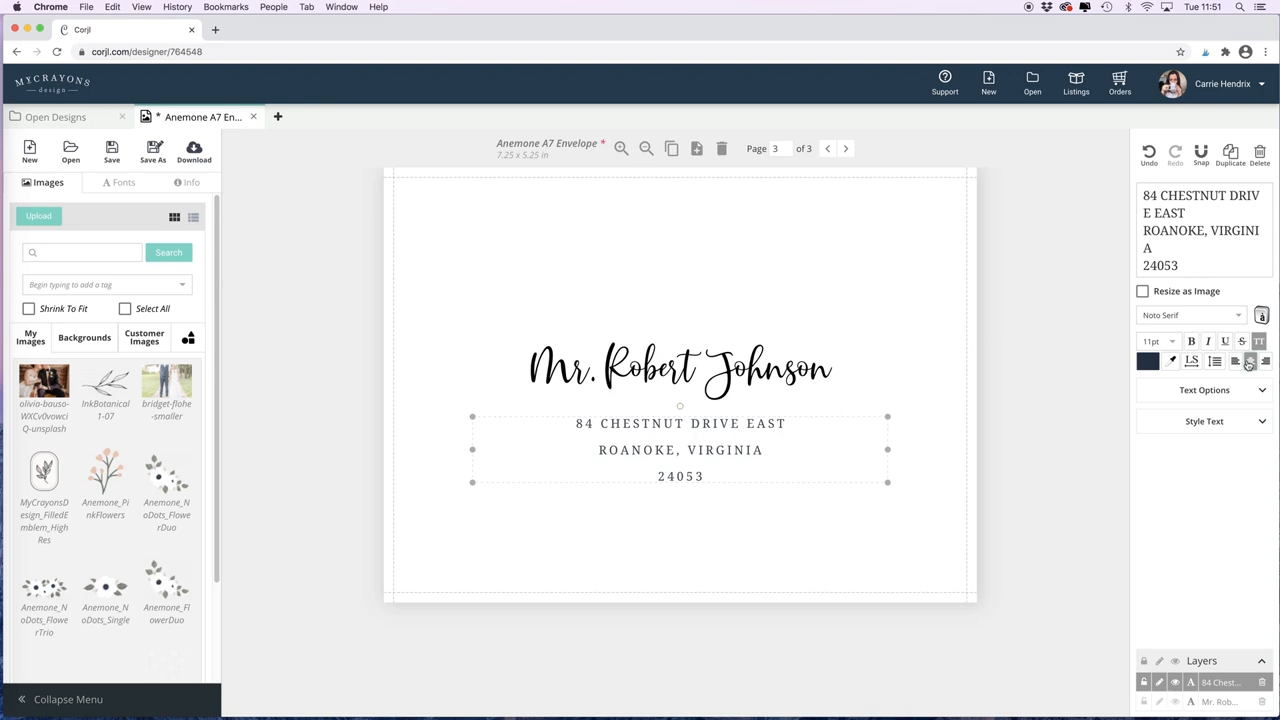 Chrome File Edit View History Bookmarks People Tab Window Help
Tue 11:51
Corjl
corjl.com/designer/764548
MYCRAYONS
design
Support New Open Listings Orders Carrie Hendrix
Open Designs * Anemone A7 En...
New Open Save Save As Download
Images Fonts Info
Upload
Search
Begin typing to add a tag
Shrink To Fit Select All
My Images Backgrounds Customer Images
olivia-bauso-WXCv0vowciQ-unsplash
InkBotanical1-07
bridget-flohe-smaller
MyCrayonsDesign_FilledEmblem_HighRes
Anemone_PinkFlowers
Anemone_NoDots_FlowerDuo
Anemone_NoDots_FlowerTrio
Anemone_NoDots_Single
Anemone_FlowerDuo
Collapse Menu
Anemone A7 Envelope *
7.25 x 5.25 in
Page 3 of 3
Mr. Robert Johnson
84 CHESTNUT DRIVE EAST
ROANOKE, VIRGINIA
24053
Undo Redo Snap Duplicate Delete
84 CHESTNUT DRIV
E EAST
ROANOKE, VIRGINI
A
24053
Resize as Image
Noto Serif
a
11pt B I U S TT
LS
Text Options
Style Text
Layers
A 84 Chest...
A Mr. Rob...